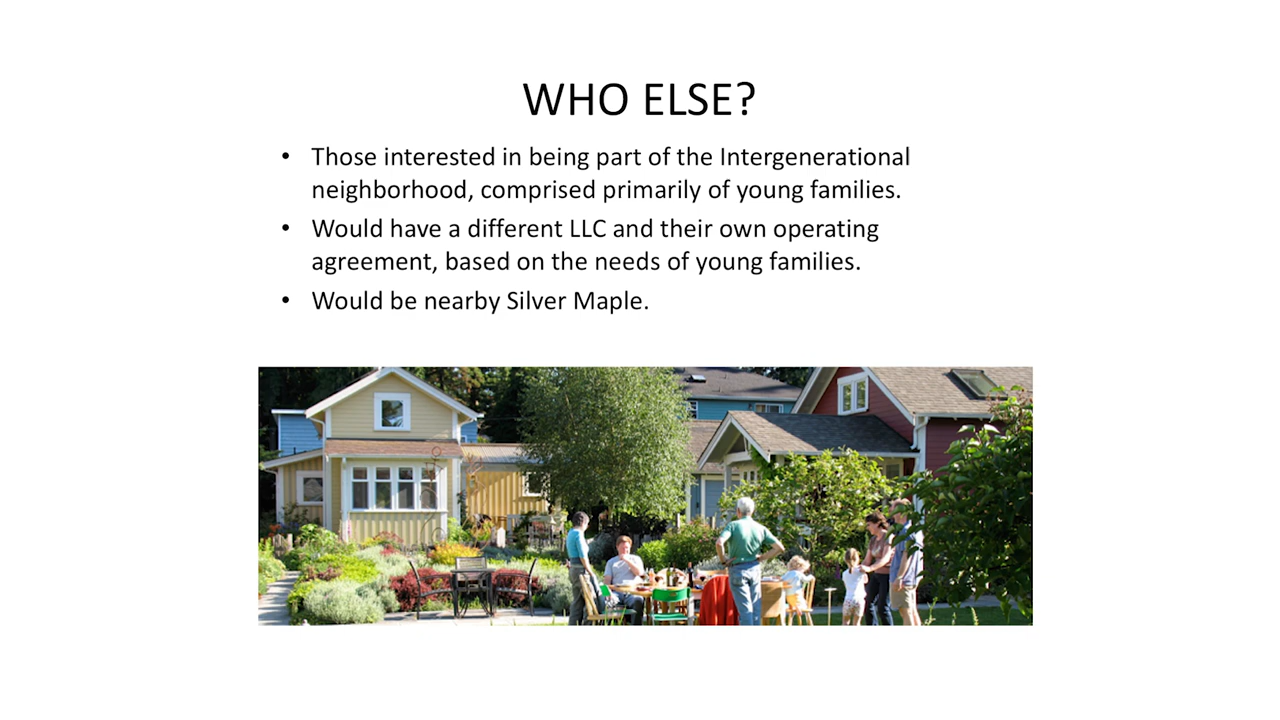 WHO ELSE?
• Those interested in being part of the Intergenerational
neighborhood, comprised primarily of young families.
• Would have a different LLC and their own operating
agreement, based on the needs of young families.
• Would be nearby Silver Maple.